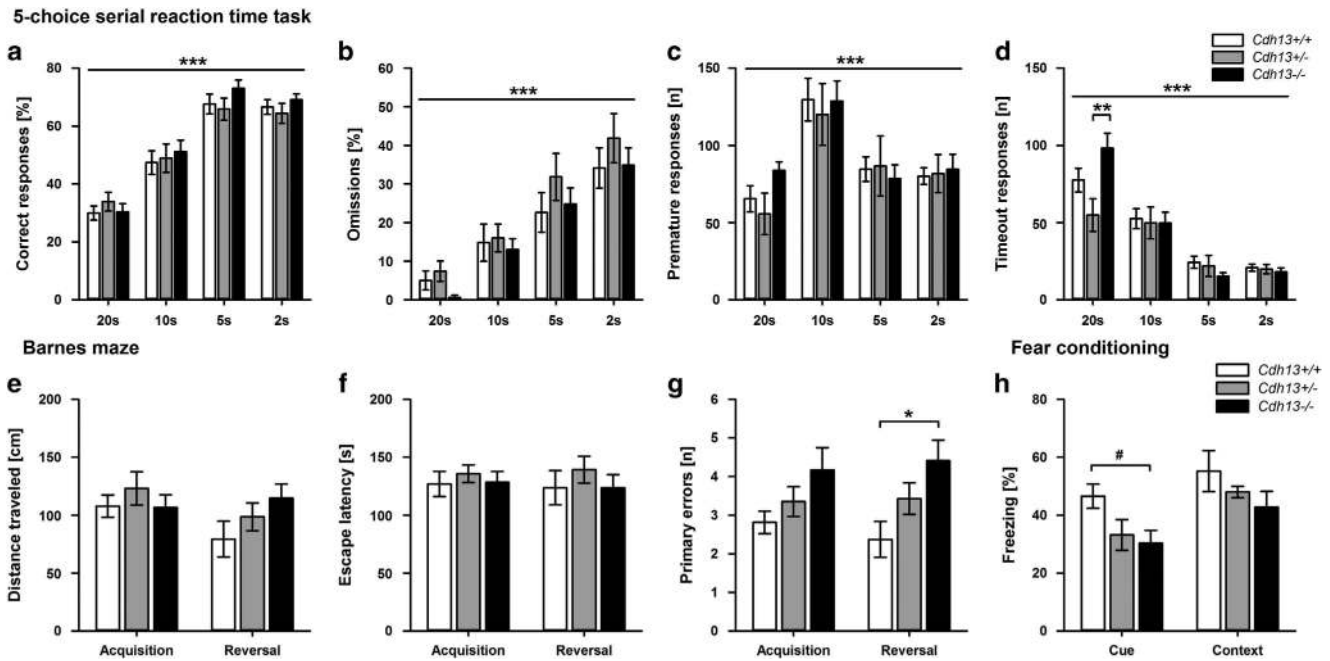 5-choice serial reaction time task
a
Correct responses [%]
80
60
40
20
0
***
20s 10s 5s 2s
b
Omissions [%]
60
50
40
30
20
10
0
***
20s 10s 5s 2s
c
Premature responses [n]
150
100
50
0
***
20s 10s 5s 2s
d
Timeout responses [n]
150
100
50
0
***
**
Cdh13+/+
Cdh13+/-
Cdh13-/-
20s 10s 5s 2s
Barnes maze
e
Distance traveled [cm]
200
150
100
50
0
Acquisition Reversal
f
Escape latency [s]
200
150
100
50
0
Acquisition Reversal
g
Primary errors [n]
6
5
4
3
2
1
0
*
Acquisition Reversal
Fear conditioning
h
Freezing [%]
80
60
40
20
0
#
Cdh13+/+
Cdh13+/-
Cdh13-/-
Cue Context